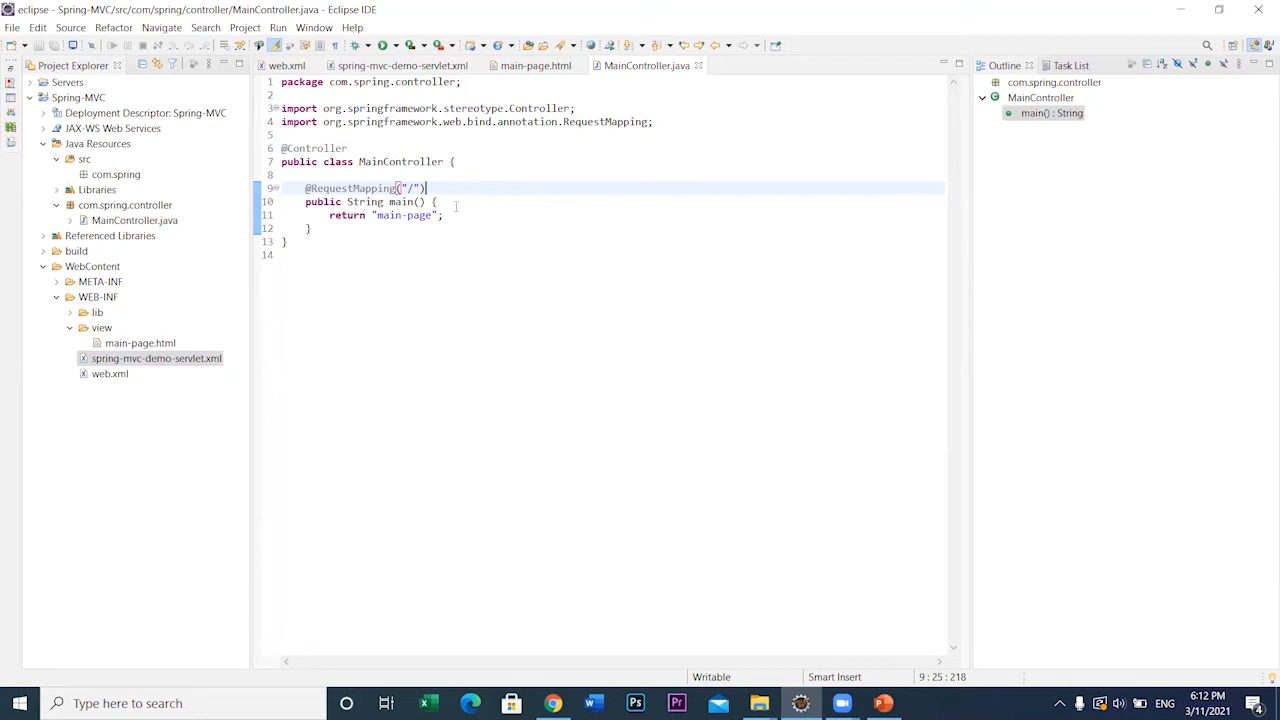 eclipse - Spring-MVC/src/com/spring/controller/MainController.java - Eclipse IDE
File Edit Source Refactor Navigate Search Project Run Window Help
Project Explorer
web.xml
spring-mvc-demo-servlet.xml
main-page.html
MainController.java
Outline
Task List
Servers
Spring-MVC
Deployment Descriptor: Spring-MVC
JAX-WS Web Services
Java Resources
src
com.spring
Libraries
com.spring.controller
MainController.java
Referenced Libraries
build
WebContent
META-INF
WEB-INF
lib
view
main-page.html
spring-mvc-demo-servlet.xml
web.xml
1 package com.spring.controller;
2
3 import org.springframework.stereotype.Controller;
4 import org.springframework.web.bind.annotation.RequestMapping;
5
6 @Controller
7 public class MainController {
8
9 @RequestMapping("/")
10 public String main() {
11 return "main-page";
12 }
13 }
14
com.spring.controller
MainController
main() : String
Writable
Smart Insert
9 : 25 : 218
Type here to search
ENG
6:12 PM
3/11/2021
4